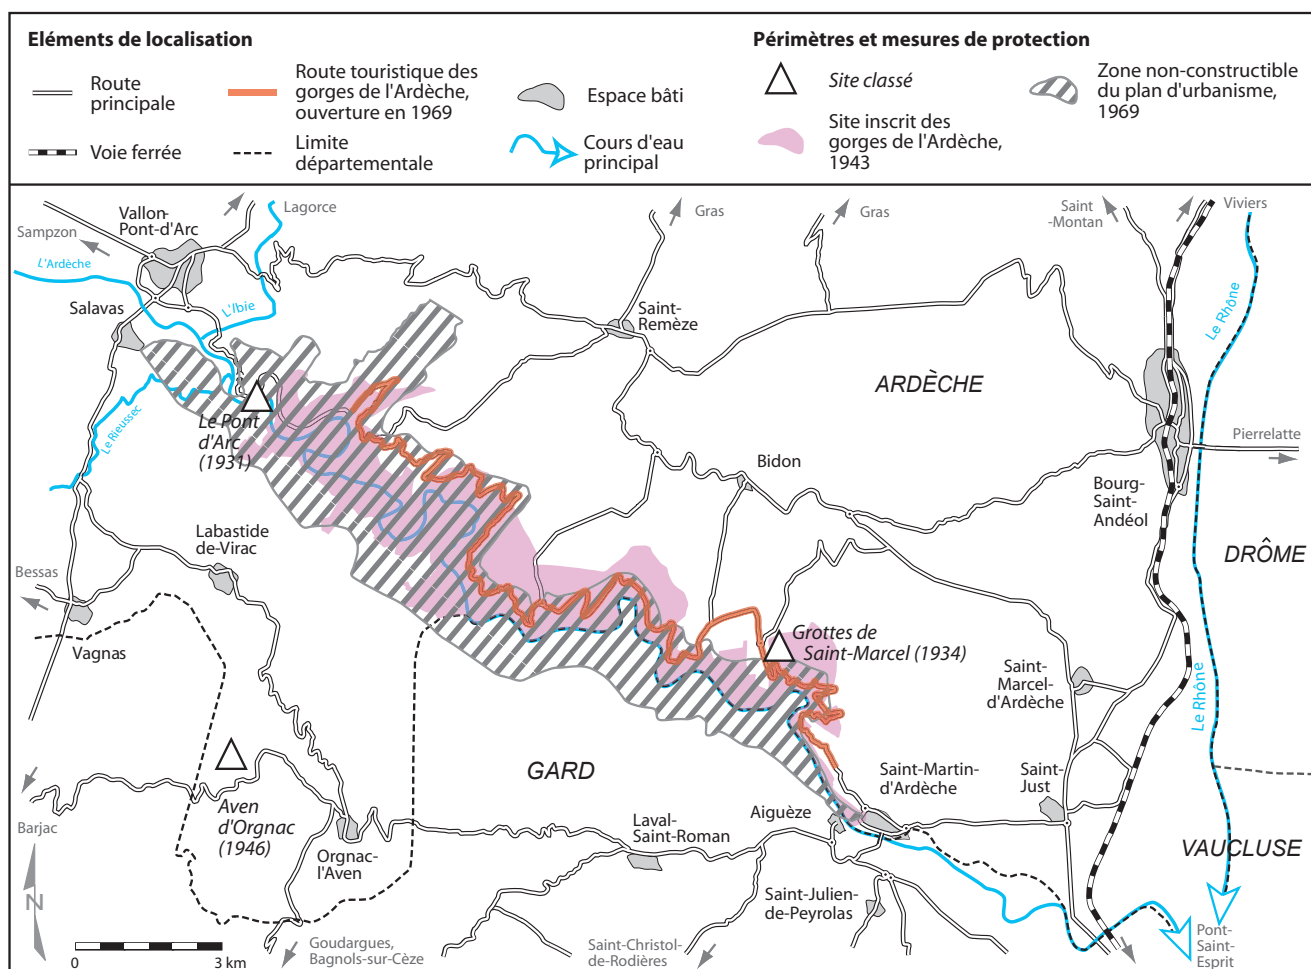 Eléments de localisation
Route
principale
Voie ferrée
Route touristique des
gorges de l'Ardèche,
ouverture en 1969
Limite
départementale
Espace bâti
Cours d'eau
principal
Périmètres et mesures de protection
Site classé
Site inscrit des
gorges de l'Ardèche,
1943
Zone non-constructible
du plan d'urbanisme,
1969
Vallon-
Pont-d'Arc
Sampzon
Lagorce
Gras
Gras
Saint
-Montan
Viviers
L'Ardèche
L'Ibie
Salavas
Saint-
Remèze
Le Rhône
ARDÈCHE
Le Pont
d'Arc
(1931)
Le Rieussec
Pierrelatte
Bidon
Bourg-
Saint-
Andéol
Labastide
de-Virac
DRÔME
Bessas
Vagnas
Grottes de
Saint-Marcel (1934)
Saint-
Marcel-
d'Ardèche
Le Rhône
GARD
Saint-Martin-
d'Ardèche
Saint-
Just
Aven
d'Orgnac
(1946)
Barjac
Orgnac-
l'Aven
Laval-
Saint-Roman
Aiguèze
VAUCLUSE
Saint-Julien-
de-Peyrolas
N
0 3 km
Goudargues,
Bagnols-sur-Cèze
Saint-Christol-
de-Rodières
Pont-
Saint-
Esprit